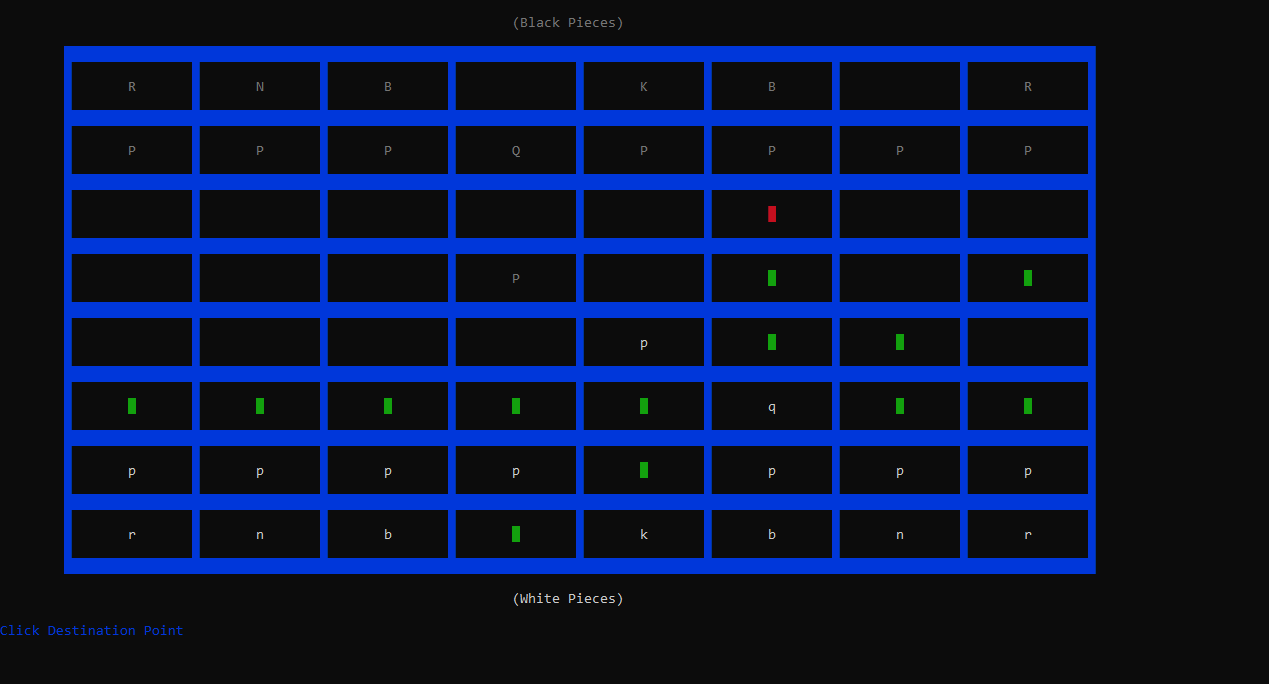 (Black Pieces)
R N B K B R
P P P Q P P P P
P
p
q
p p p p p p p
r n b k b n r
(White Pieces)
Click Destination Point